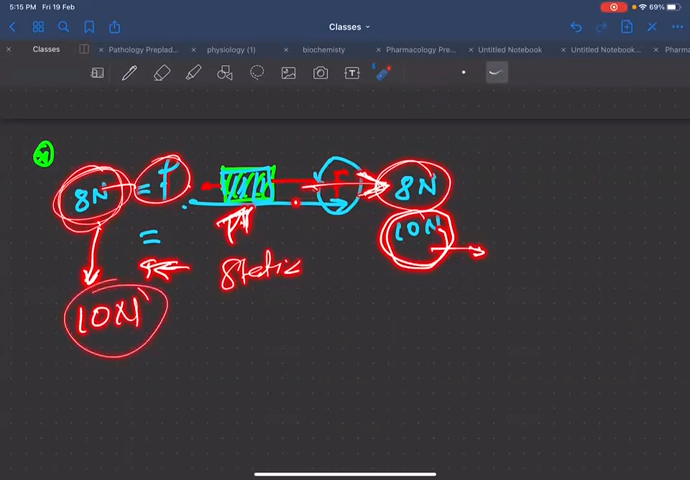 5:15 PM Fri 19 Feb
69%
Classes
Classes
Pathology Preplad...
physiology (1)
biochemisty
Pharmacology Pre...
Untitled Notebook
Untitled Notebook...
Pharma
8N = f
F
8N
=
10N
Static
10N